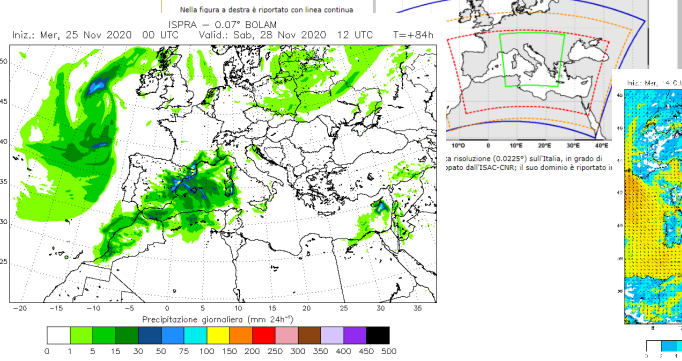 Nella figura a destra è riportato con linea continua
ISPRA – 0.07° BOLAM
Iniz.: Mer, 25 Nov 2020 00 UTC Valid.: Sab, 28 Nov 2020 12 UTC T=+84h
50
45
40
35
30
25
−20 −15 −10 −5 0 5 10 15 20 25 30 35
Precipitazione giornaliera (mm 24h⁻¹)
0 1 5 15 30 50 75 100 150 200 250 300 350 400 450 500
10°W 0° 10°E 20°E 30°E 40°E
ta risoluzione (0.0225°) sull'Italia, in grado di
opato dall'ISAC-CNR; il suo dominio è riportato i
Iniz.: Mer,